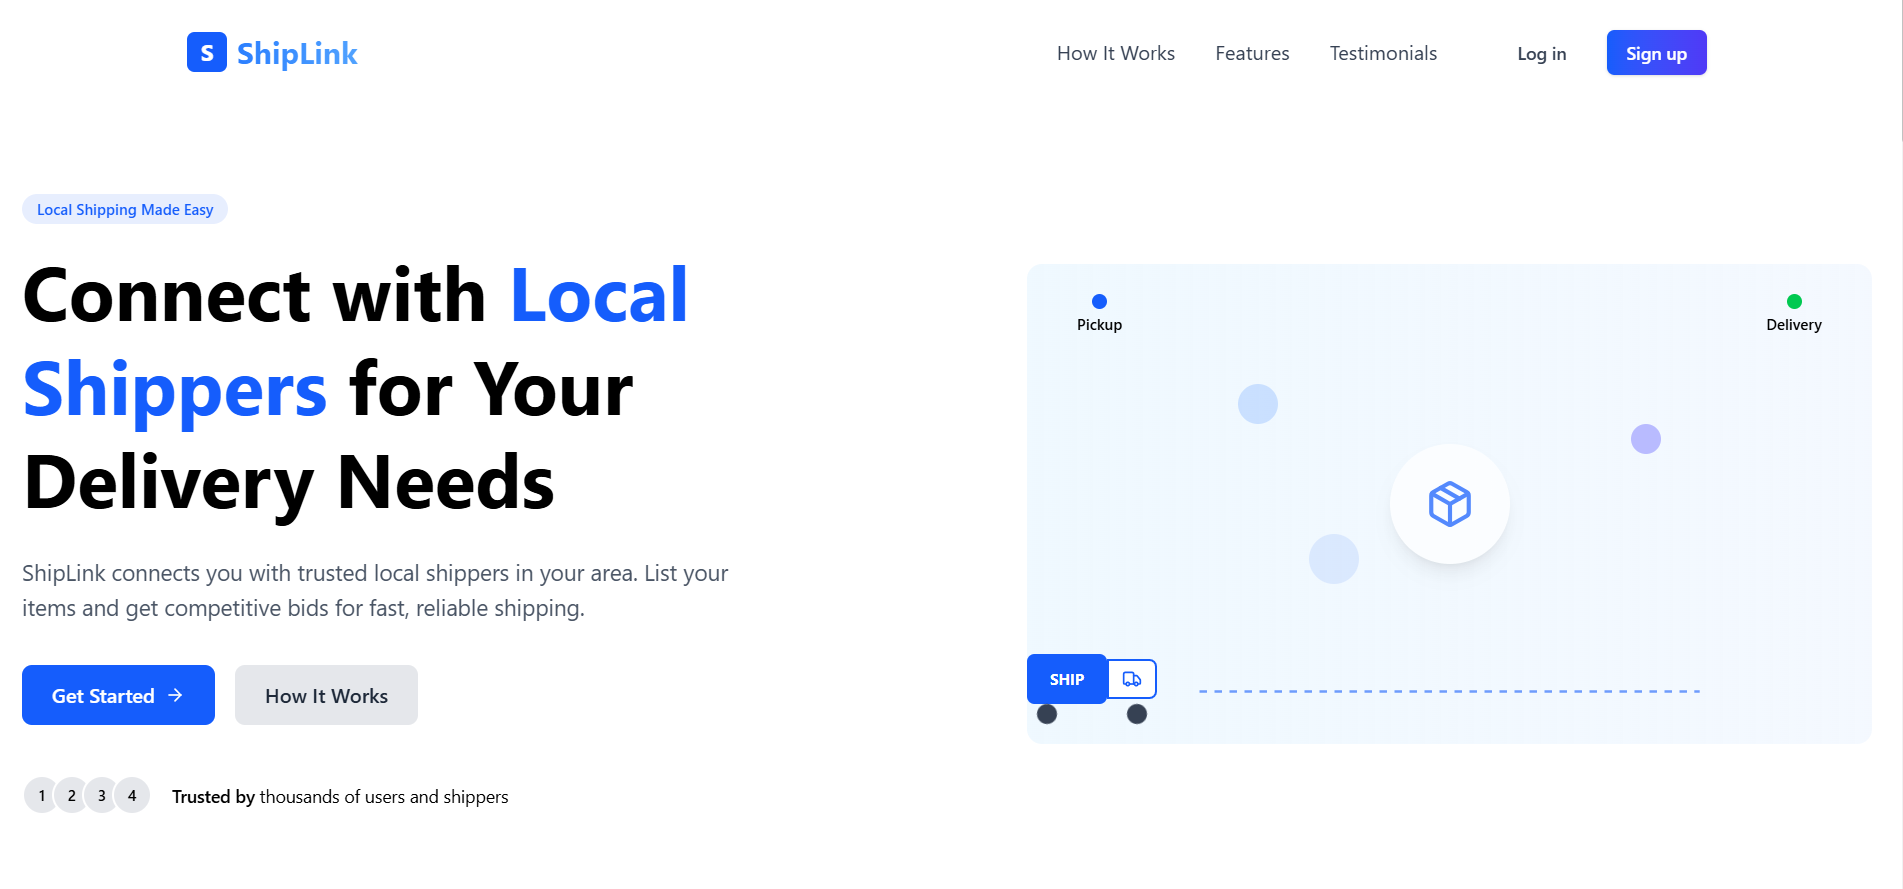 S ShipLink
How It Works
Features
Testimonials
Log in
Sign up
Local Shipping Made Easy
Connect with Local
Shippers for Your
Delivery Needs
ShipLink connects you with trusted local shippers in your area. List your
items and get competitive bids for fast, reliable shipping.
Get Started
How It Works
1 2 3 4
Trusted by thousands of users and shippers
Pickup
Delivery
SHIP